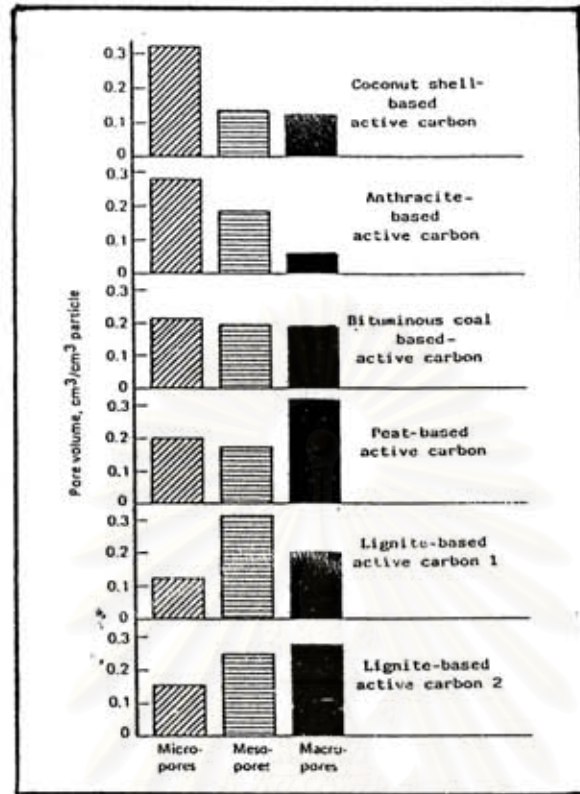 0.3
0.2
0.1
0
Coconut shell-
based
active carbon
0.3
0.2
0.1
0
Anthracite-
based
active carbon
0.3
0.2
0.1
0
Bituminous coal
based-
active carbon
0.3
0.2
0.1
0
Peat-based
active carbon
0.3
0.2
0.1
0
Lignite-based
active carbon 1
0.3
0.2
0.1
0
Lignite-based
active carbon 2
Pore volume, cm³/cm³ particle
Micro-
pores
Meso-
pores
Macro-
pores